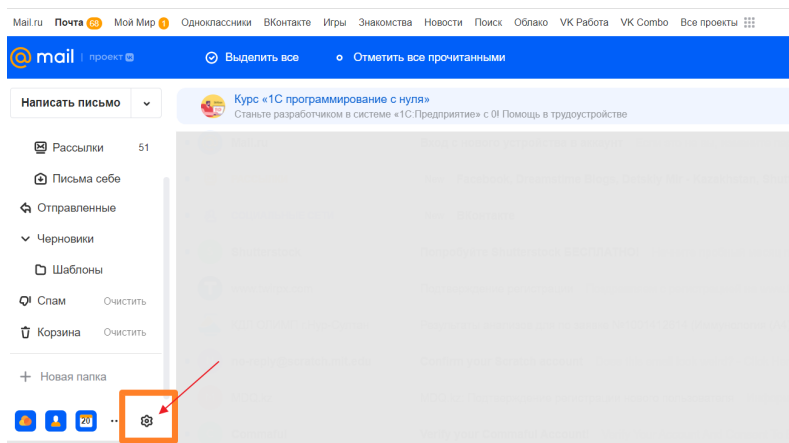 Mail.ru Почта 68 Мой Мир 1 Одноклассники ВКонтакте Игры Знакомства Новости Поиск Облако VK Работа VK Combo Все проекты
@mail проект Выделить все Отметить все прочитанными
Написать письмо
Курс «1С программирование с нуля»
Станьте разработчиком в системе «1С:Предприятие» с 0! Помощь в трудоустройстве
Рассылки 51
Письма себе
Отправленные
Черновики
Шаблоны
Спам Очистить
Корзина Очистить
Новая папка
20